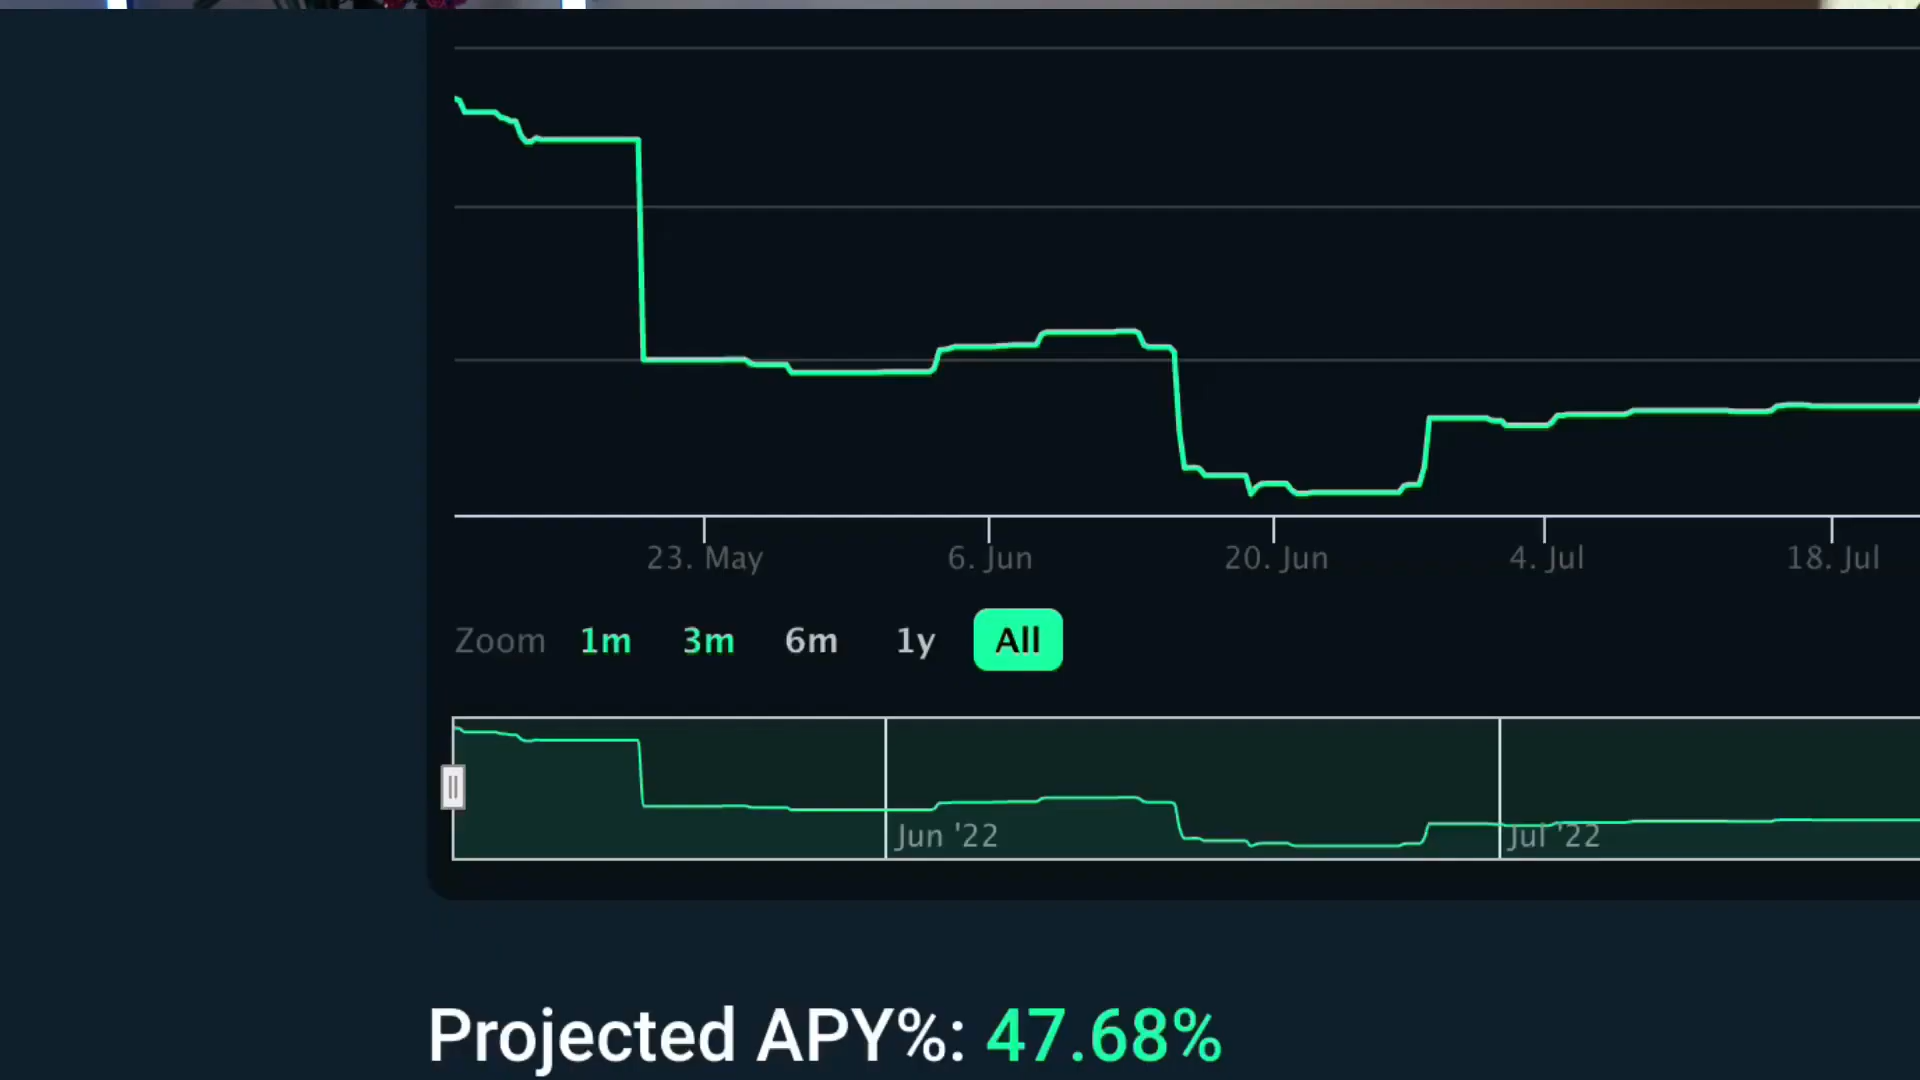 23. May 6. Jun 20. Jun 4. Jul 18. Jul
Zoom 1m 3m 6m 1y All
Jun '22 Jul '22
Projected APY%: 47.68%